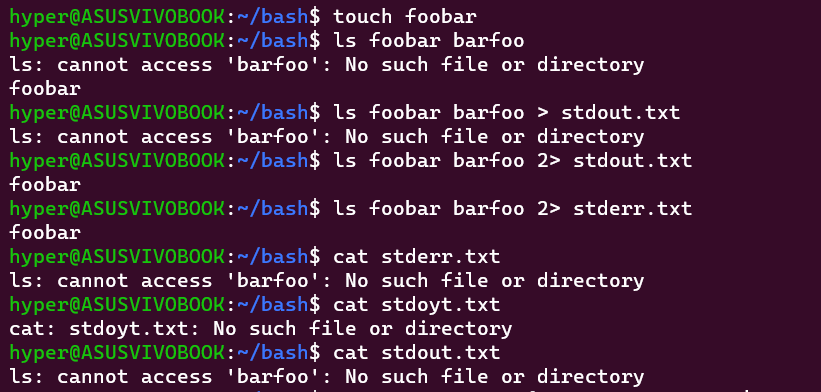 hyper@ASUSVIVOBOOK:~/bash$ touch foobar
hyper@ASUSVIVOBOOK:~/bash$ ls foobar barfoo
ls: cannot access 'barfoo': No such file or directory
foobar
hyper@ASUSVIVOBOOK:~/bash$ ls foobar barfoo > stdout.txt
ls: cannot access 'barfoo': No such file or directory
hyper@ASUSVIVOBOOK:~/bash$ ls foobar barfoo 2> stdout.txt
foobar
hyper@ASUSVIVOBOOK:~/bash$ ls foobar barfoo 2> stderr.txt
foobar
hyper@ASUSVIVOBOOK:~/bash$ cat stderr.txt
ls: cannot access 'barfoo': No such file or directory
hyper@ASUSVIVOBOOK:~/bash$ cat stdoyt.txt
cat: stdoyt.txt: No such file or directory
hyper@ASUSVIVOBOOK:~/bash$ cat stdout.txt
ls: cannot access 'barfoo': No such file or directory